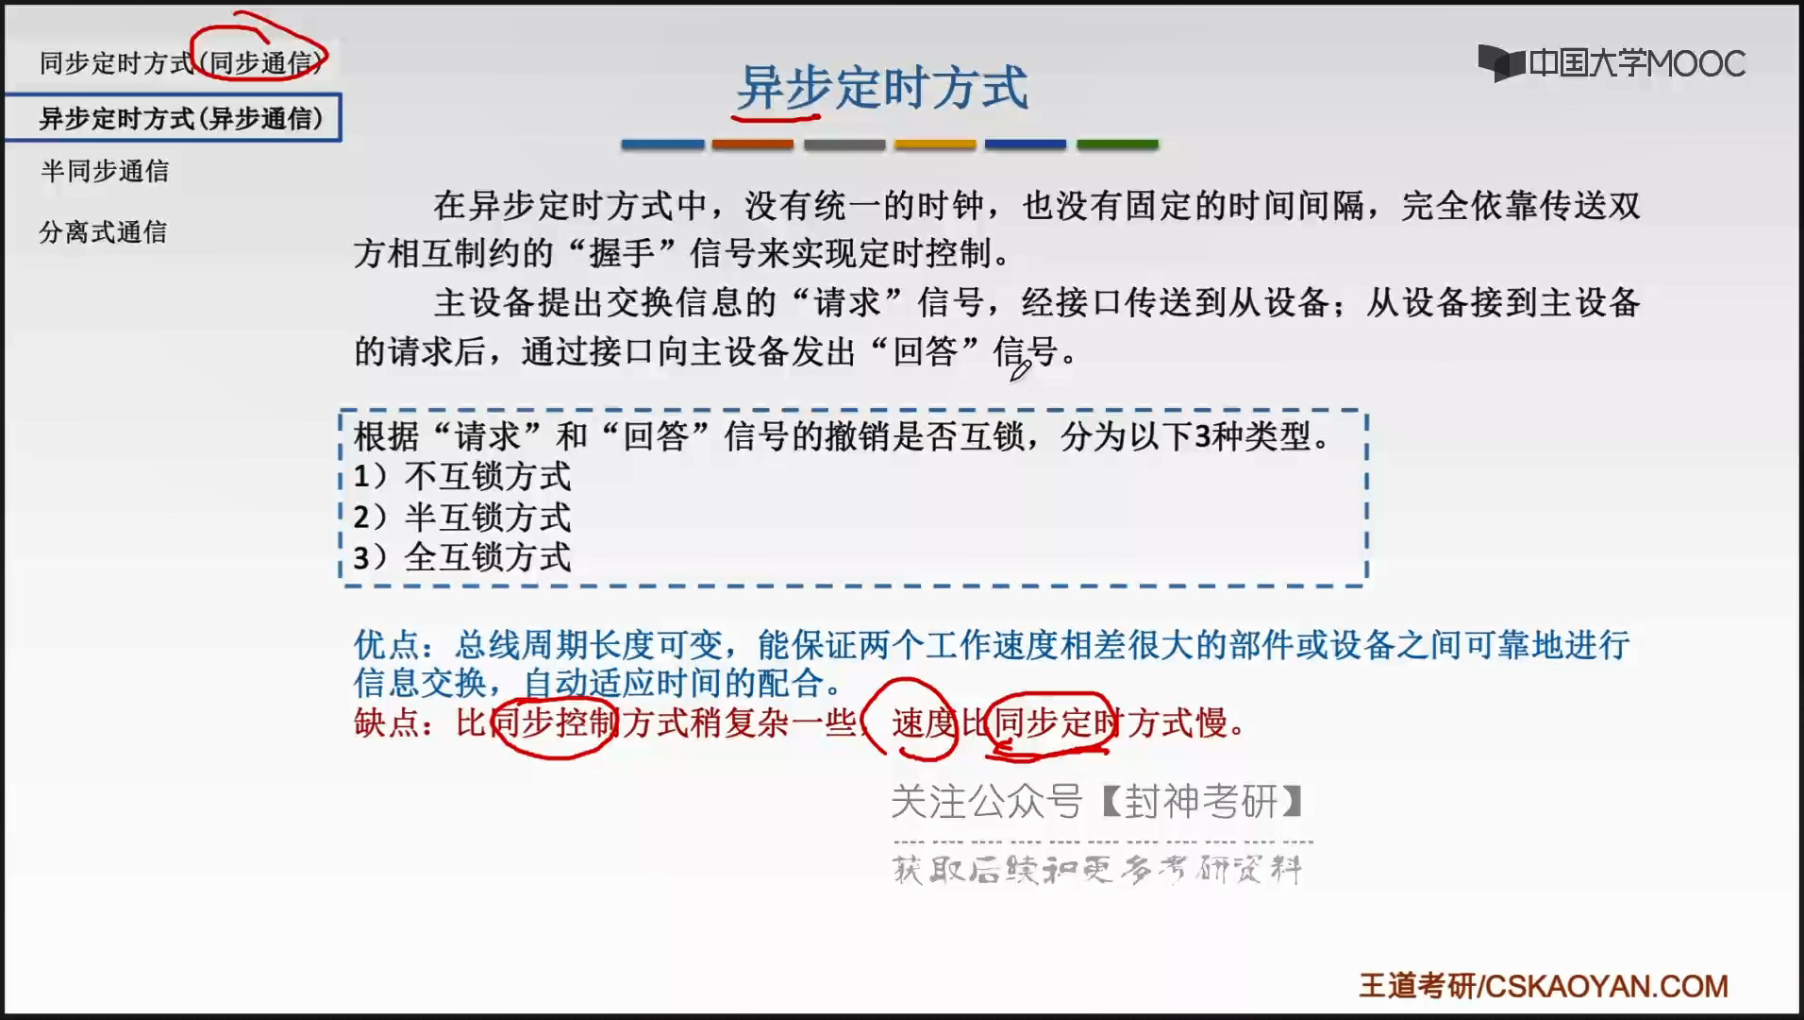 同步定时方式(同步通信)
异步定时方式(异步通信)
半同步通信
分离式通信
异步定时方式
中国大学MOOC
在异步定时方式中，没有统一的时钟，也没有固定的时间间隔，完全依靠传送双
方相互制约的“握手”信号来实现定时控制。
主设备提出交换信息的“请求”信号，经接口传送到从设备；从设备接到主设备
的请求后，通过接口向主设备发出“回答”信号。
根据“请求”和“回答”信号的撤销是否互锁，分为以下3种类型。
1）不互锁方式
2）半互锁方式
3）全互锁方式
优点：总线周期长度可变，能保证两个工作速度相差很大的部件或设备之间可靠地进行
信息交换，自动适应时间的配合。
缺点：比同步控制方式稍复杂一些，速度比同步定时方式慢。
关注公众号【封神考研】
获取后续和更多考研资料
王道考研/CSKAOYAN.COM